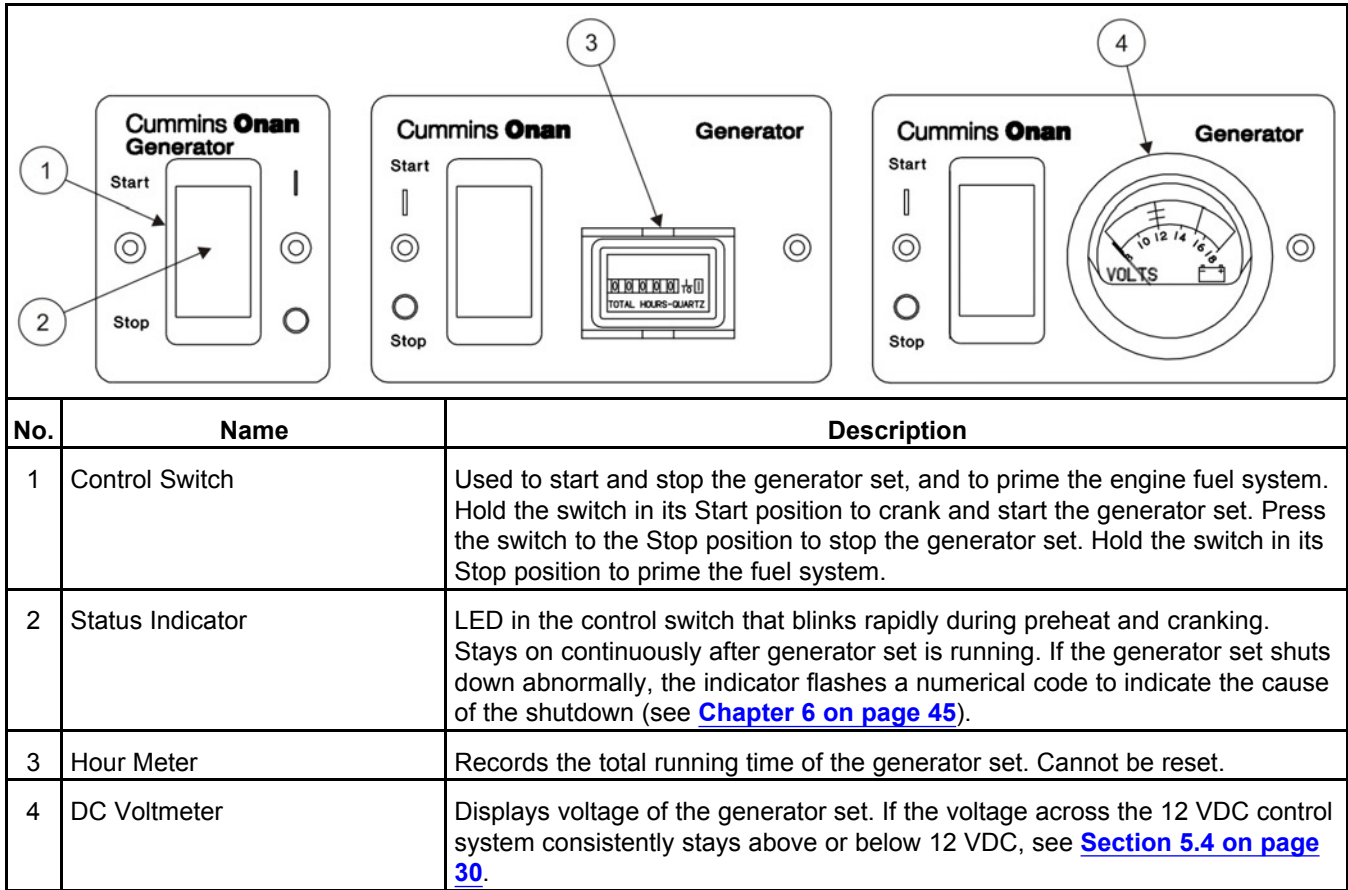 3
4
Cummins Onan
Generator
1
Start
2
Stop
Cummins Onan Generator
Start
Stop
0 0 0 0 0 1/10 1
TOTAL HOURS-QUARTZ
Cummins Onan Generator
Start
Stop
8 10 12 14 16 18
VOLTS
- +
No. Name Description
1 Control Switch Used to start and stop the generator set, and to prime the engine fuel system.
Hold the switch in its Start position to crank and start the generator set. Press
the switch to the Stop position to stop the generator set. Hold the switch in its
Stop position to prime the fuel system.
2 Status Indicator LED in the control switch that blinks rapidly during preheat and cranking.
Stays on continuously after generator set is running. If the generator set shuts
down abnormally, the indicator flashes a numerical code to indicate the cause
of the shutdown (see Chapter 6 on page 45).
3 Hour Meter Records the total running time of the generator set. Cannot be reset.
4 DC Voltmeter Displays voltage of the generator set. If the voltage across the 12 VDC control
system consistently stays above or below 12 VDC, see Section 5.4 on page
30.